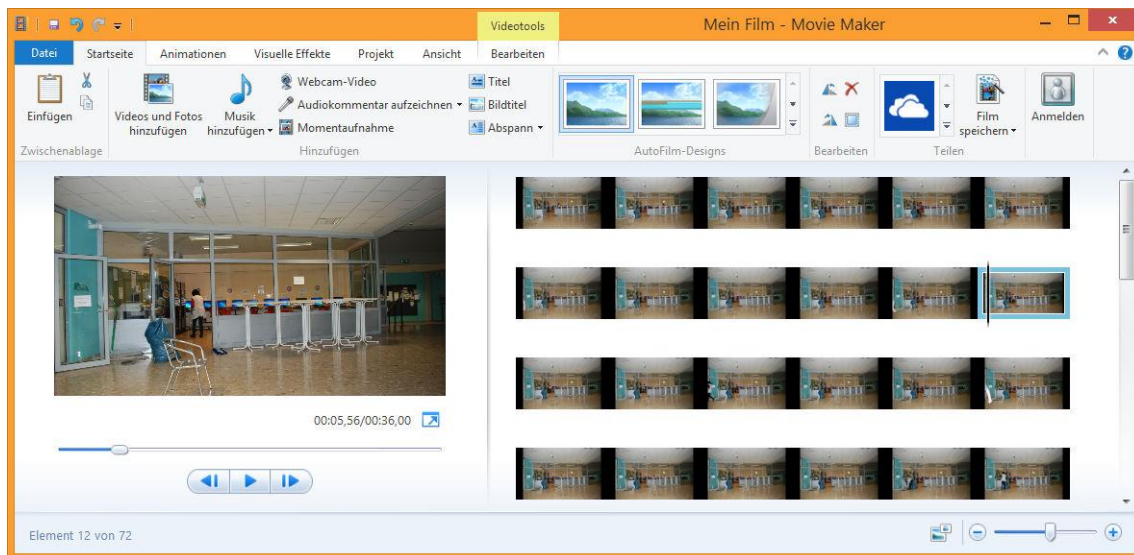 Videotools
Mein Film - Movie Maker
Datei
Startseite
Animationen
Visuelle Effekte
Projekt
Ansicht
Bearbeiten
Einfügen
Zwischenablage
Videos und Fotos
hinzufügen
Musik
hinzufügen
Webcam-Video
Audiokommentar aufzeichnen
Momentaufnahme
Titel
Bildtitel
Abspann
Hinzufügen
AutoFilm-Designs
Bearbeiten
Film
speichern
Teilen
Anmelden
00:05,56/00:36,00
Element 12 von 72